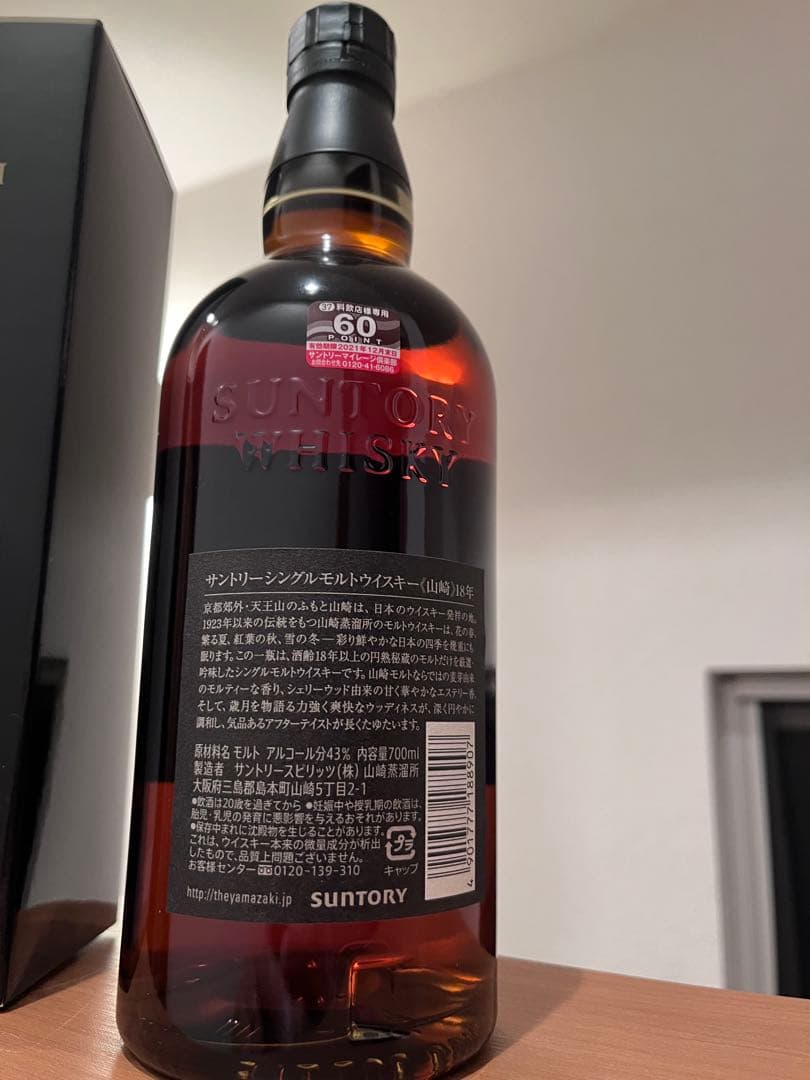 ㊲料飲店様専用
60
POINT
有効期限2021年12月末日
サントリーマイレージ倶楽部
お問合わせ先 0120-41-6086
SUNTORY
WHISKY
サントリーシングルモルトウイスキー《山崎》18年
京都郊外・天王山のふもと山崎は、日本のウイスキー発祥の地。
1923年以来の伝統をもつ山崎蒸溜所のモルトウイスキーは、花の春、
繁る夏、紅葉の秋、雪の冬―彩り鮮やかな日本の四季を幾重にも
眠ります。この一瓶は、酒齢18年以上の円熟秘蔵のモルトだけを厳選・
吟味したシングルモルトウイスキーです。山崎モルトならではの麦芽由来
のモルティーな香り、シェリーウッド由来の甘く華やかなエステリー香、
そして、歳月を物語る力強く爽快なウッディネスが、深く円やかに
調和し、気品あるアフターテイストが長くたゆたいます。
原材料名 モルト アルコール分43% 内容量700ml
製造者 サントリースピリッツ(株) 山崎蒸溜所
大阪府三島郡島本町山崎5丁目2-1
●飲酒は20歳を過ぎてから ●妊娠中や授乳期の飲酒は、
胎児・乳児の発育に悪影響を与えるおそれがあります。
●保存中まれに沈殿物を生じることがあります。
これは、ウイスキー本来の微量成分が析出
したもので、品質上問題ございません。
お客様センター 0120-139-310
プラ
キャップ
http://theyamazaki.jp
SUNTORY
4901777188907